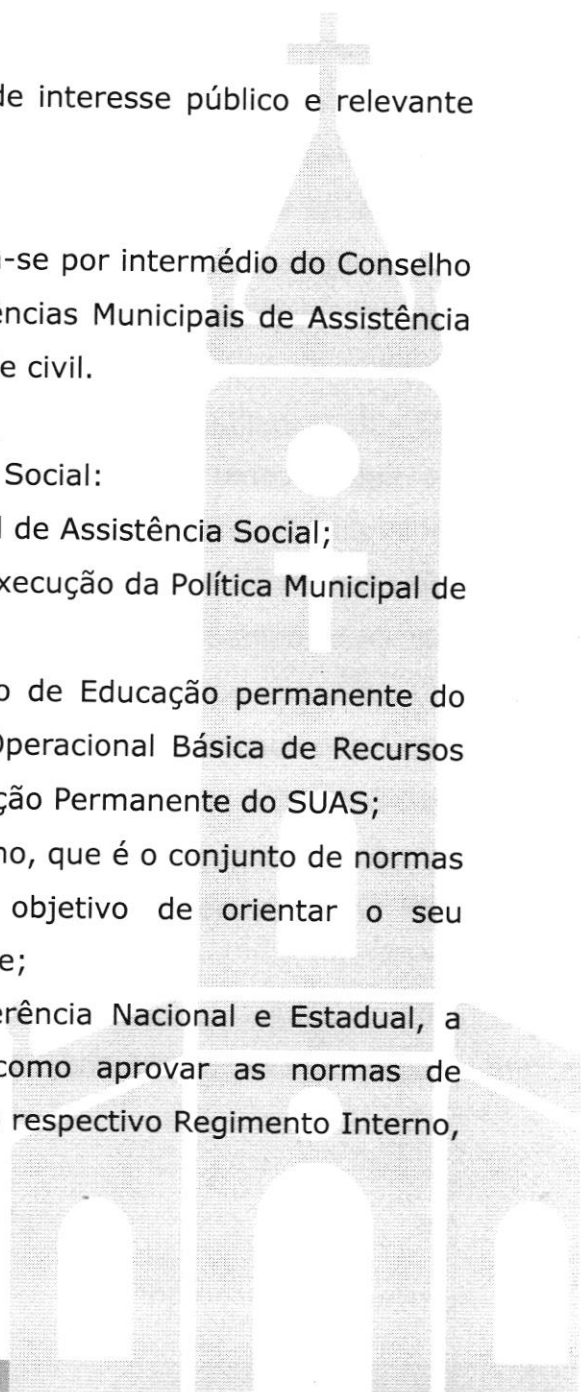 de interesse público e relevante
-se por intermédio do Conselho
ências Municipais de Assistência
e civil.
Social:
de Assistência Social;
xecução da Política Municipal de
o de Educação permanente do
Operacional Básica de Recursos
ção Permanente do SUAS;
no, que é o conjunto de normas
objetivo de orientar o seu
e;
erência Nacional e Estadual, a
como aprovar as normas de
respectivo Regimento Interno,